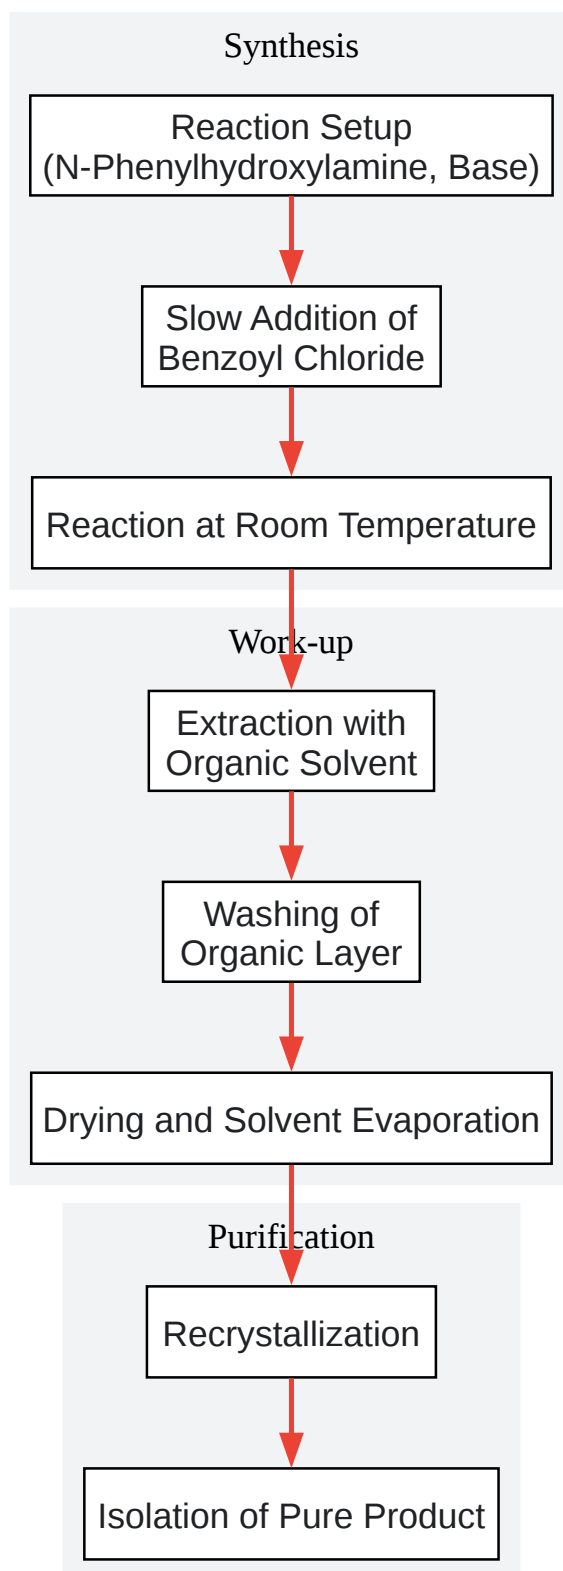 Synthesis
Reaction Setup
(N-Phenylhydroxylamine, Base)
Slow Addition of
Benzoyl Chloride
Reaction at Room Temperature
Work-up
Extraction with
Organic Solvent
Washing of
Organic Layer
Drying and Solvent Evaporation
Purification
Recrystallization
Isolation of Pure Product